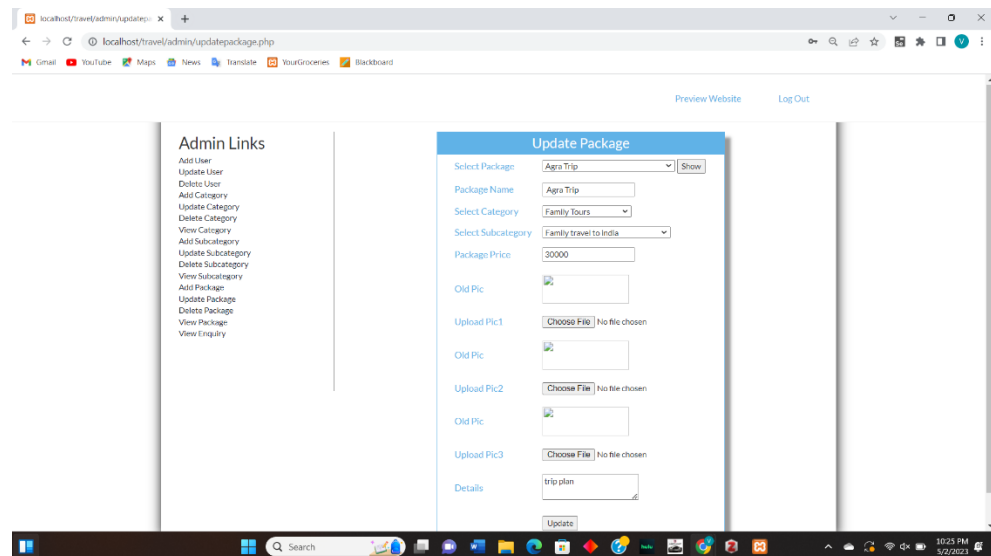 localhost/travel/admin/updatepa
localhost/travel/admin/updatepackage.php
Gmail YouTube Maps News Translate YourGroceries Blackboard
Preview Website Log Out
Admin Links
Add User
Update User
Delete User
Add Category
Update Category
Delete Category
View Category
Add Subcategory
Update Subcategory
Delete Subcategory
View Subcategory
Add Package
Update Package
Delete Package
View Package
View Enquiry
Update Package
Select Package Agra Trip Show
Package Name Agra Trip
Select Category Family Tours
Select Subcategory Family travel to india
Package Price 30000
Old Pic
Upload Pic1 Choose File No file chosen
Old Pic
Upload Pic2 Choose File No file chosen
Old Pic
Upload Pic3 Choose File No file chosen
Details trip plan
Update
Search
hulu
10:25 PM
5/2/2023